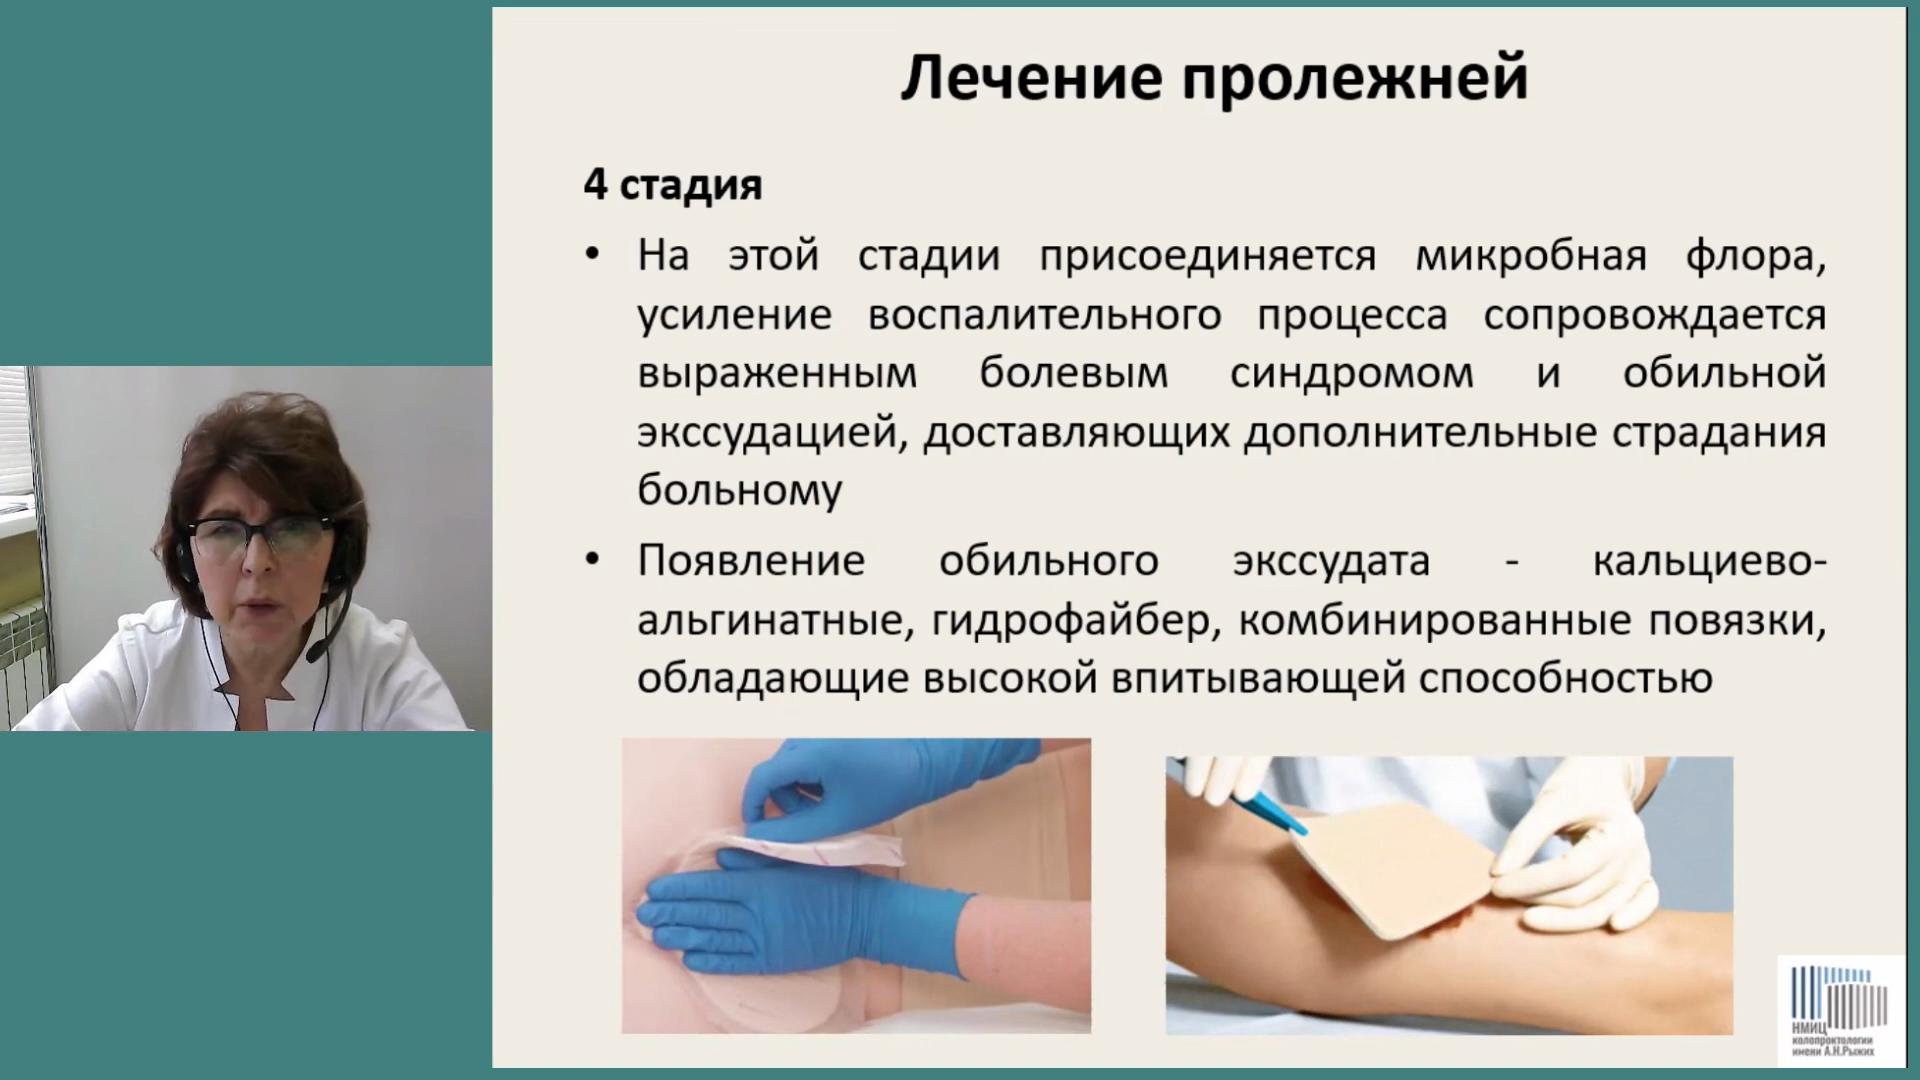 Лечение пролежней
4 стадия
• На этой стадии присоединяется микробная флора,
усиление воспалительного процесса сопровождается
выраженным болевым синдромом и обильной
экссудацией, доставляющих дополнительные страдания
больному
• Появление обильного экссудата - кальциево-
альгинатные, гидрофайбер, комбинированные повязки,
обладающие высокой впитывающей способностью
НМИЦ
колопроктологии
имени А.Н.Рыжих